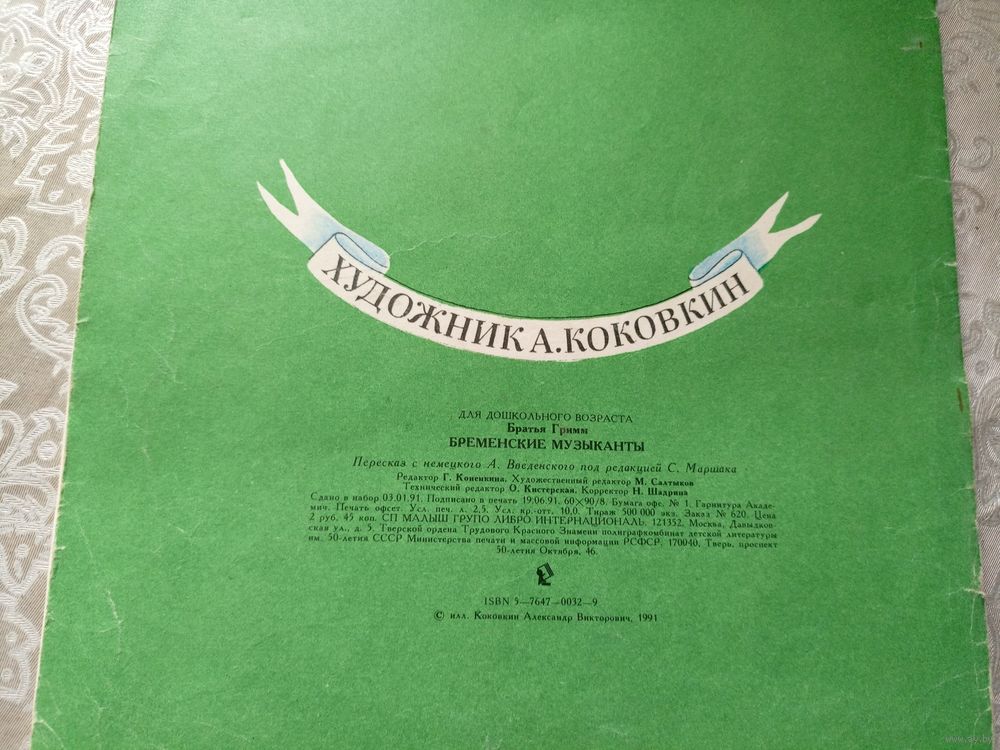 ХУДОЖНИК А.КОКОВКИН
ДЛЯ ДОШКОЛЬНОГО ВОЗРАСТА
Братья Гримм
БРЕМЕНСКИЕ МУЗЫКАНТЫ
Пересказ с немецкого А. Введенского под редакцией С. Маршака
Редактор Г. Коненкина. Художественный редактор М. Салтыков
Технический редактор О. Кистерская. Корректор Н. Шадрина
Сдано в набор 03.01.91. Подписано в печать 19.06.91. 60×90/8. Бумага офс. № 1. Гарнитура Акаде-
мич. Печать офсет. Усл. печ. л. 2,5. Усл. кр.-отт. 10,0. Тираж 500 000 экз. Заказ № 620. Цена
2 руб. 45 коп. СП МАЛЫШ ГРУПО ЛИБРО ИНТЕРНАЦИОНАЛЬ. 121352, Москва, Давыдков-
ская ул., д. 5. Тверской ордена Трудового Красного Знамени полиграфкомбинат детской литературы
им. 50-летия СССР Министерства печати и массовой информации РСФСР. 170040, Тверь, проспект
50-летия Октября, 46.
ISBN 5—7647—0032—9
© илл. Коковкин Александр Викторович, 1991
www.ay.by